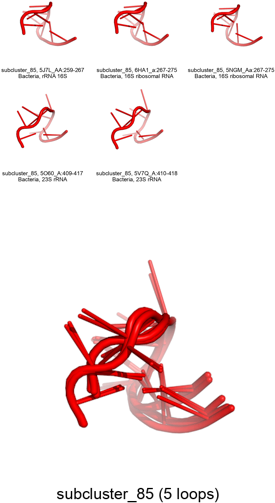 subcluster_85, 5J7L_AA:259-267
Bacteria, rRNA 16S
subcluster_85, 6HA1_a:267-275
Bacteria, 16S ribosomal RNA
subcluster_85, 5NGM_Aa:267-275
Bacteria, 16S ribosomal RNA
subcluster_85, 5O60_A:409-417
Bacteria, 23S rRNA
subcluster_85, 5V7Q_A:410-418
Bacteria, 23S rRNA
subcluster_85 (5 loops)